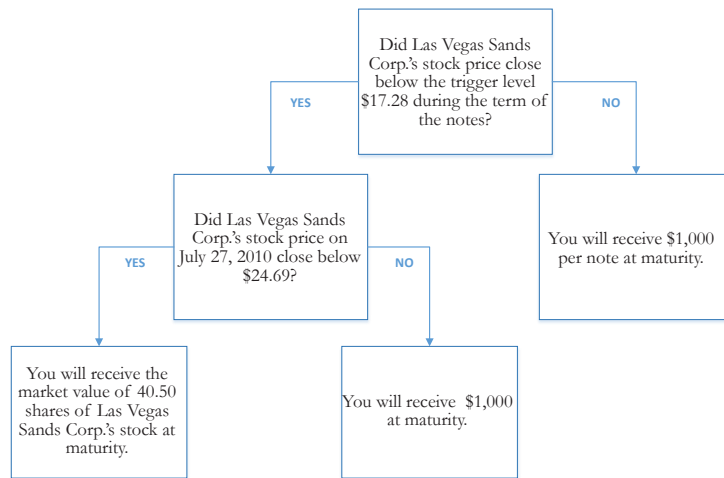 Did Las Vegas Sands
Corp.'s stock price close
below the trigger level
$17.28 during the term of
the notes?
YES
NO
Did Las Vegas Sands
Corp.'s stock price on
July 27, 2010 close below
$24.69?
You will receive $1,000
per note at maturity.
YES
NO
You will receive the
market value of 40.50
shares of Las Vegas
Sands Corp.'s stock at
maturity.
You will receive $1,000
at maturity.